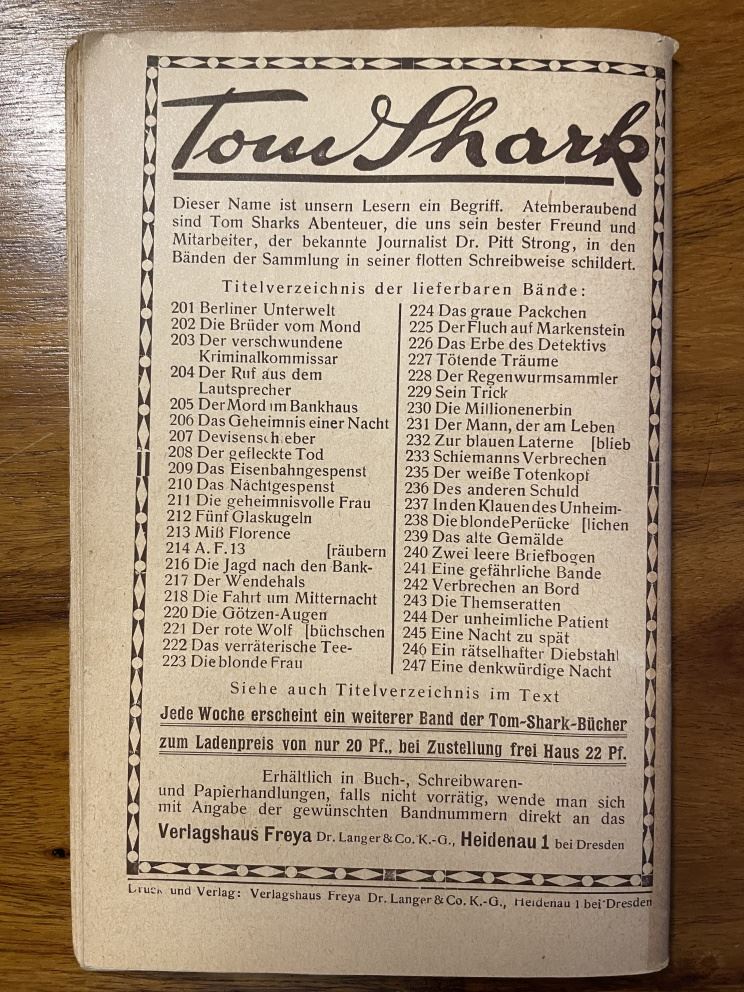 Tom Shark
Dieser Name ist unsern Lesern ein Begriff. Atemberaubend
sind Tom Sharks Abenteuer, die uns sein bester Freund und
Mitarbeiter, der bekannte Journalist Dr. Pitt Strong, in den
Bänden der Sammlung in seiner flotten Schreibweise schildert.
Titelverzeichnis der lieferbaren Bände:
201 Berliner Unterwelt
202 Die Brüder vom Mond
203 Der verschwundene
Kriminalkommissar
204 Der Ruf aus dem
Lautsprecher
205 Der Mord im Bankhaus
206 Das Geheimnis einer Nacht
207 Devisenschieber
208 Der gefleckte Tod
209 Das Eisenbahngespenst
210 Das Nachtgespenst
211 Die geheimnisvolle Frau
212 Fünf Glaskugeln
213 Miß Florence
214 A. F. 13 [räubern
216 Die Jagd nach den Bank-
217 Der Wendehals
218 Die Fahrt um Mitternacht
220 Die Götzen-Augen
221 Der rote Wolf [büchschen
222 Das verräterische Tee-
223 Die blonde Frau
224 Das graue Päckchen
225 Der Fluch auf Markenstein
226 Das Erbe des Detektivs
227 Tötende Träume
228 Der Regenwurmsammler
229 Sein Trick
230 Die Millionenerbin
231 Der Mann, der am Leben
232 Zur blauen Laterne [blieb
233 Schiemanns Verbrechen
235 Der weiße Totenkopf
236 Des anderen Schuld
237 In den Klauen des Unheim-
238 Die blonde Perücke [lichen
239 Das alte Gemälde
240 Zwei leere Briefbogen
241 Eine gefährliche Bande
242 Verbrechen an Bord
243 Die Themseratten
244 Der unheimliche Patient
245 Eine Nacht zu spät
246 Ein rätselhafter Diebstahl
247 Eine denkwürdige Nacht
Siehe auch Titelverzeichnis im Text
Jede Woche erscheint ein weiterer Band der Tom-Shark-Bücher
zum Ladenpreis von nur 20 Pf., bei Zustellung frei Haus 22 Pf.
Erhältlich in Buch-, Schreibwaren-
und Papierhandlungen, falls nicht vorrätig, wende man sich
mit Angabe der gewünschten Bandnummern direkt an das
Verlagshaus Freya Dr. Langer & Co. K.-G., Heidenau 1 bei Dresden
Druck und Verlag: Verlagshaus Freya Dr. Langer & Co. K.-G., Heidenau 1 bei Dresden